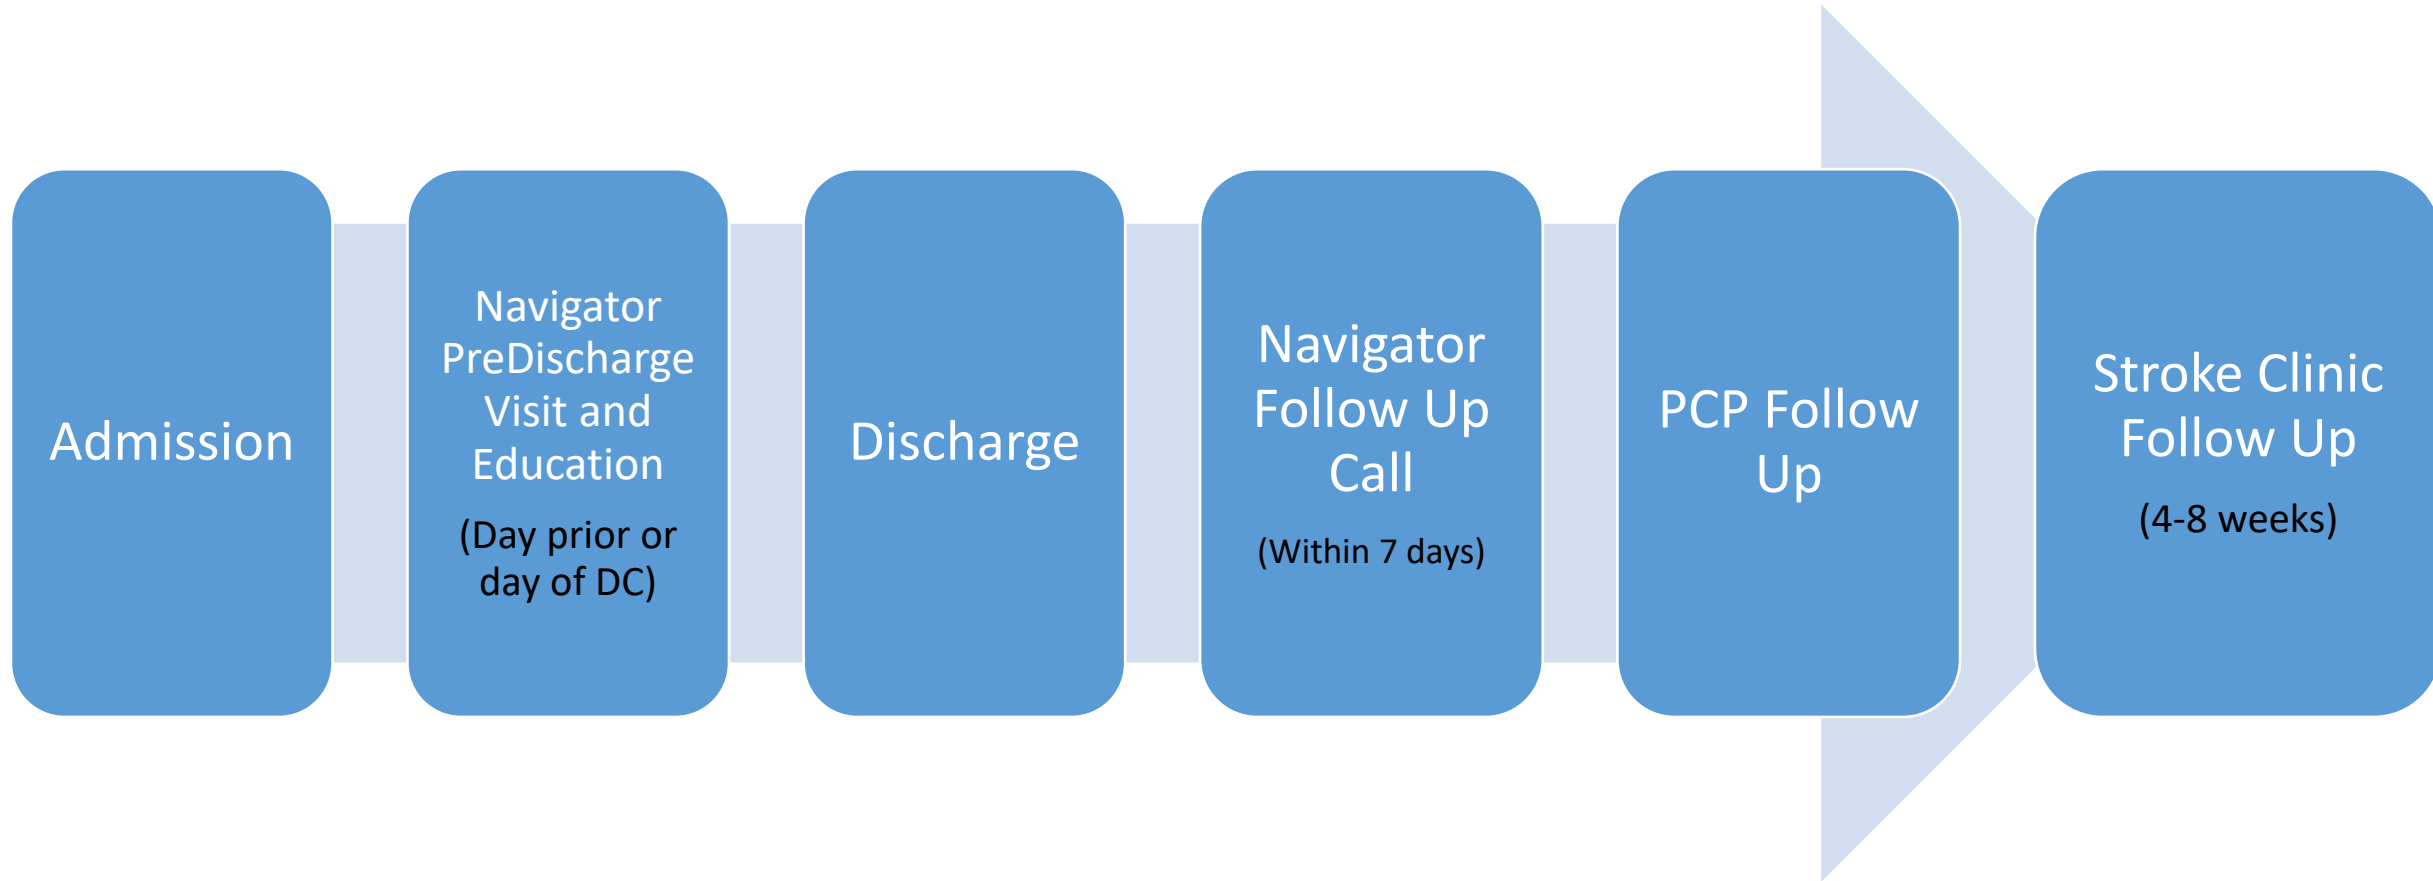 Admission
Navigator
PreDischarge
Visit and
Education
(Day prior or
day of DC)
Discharge
Navigator
Follow Up
Call
(Within 7 days)
PCP Follow
Up
Stroke Clinic
Follow Up
(4-8 weeks)